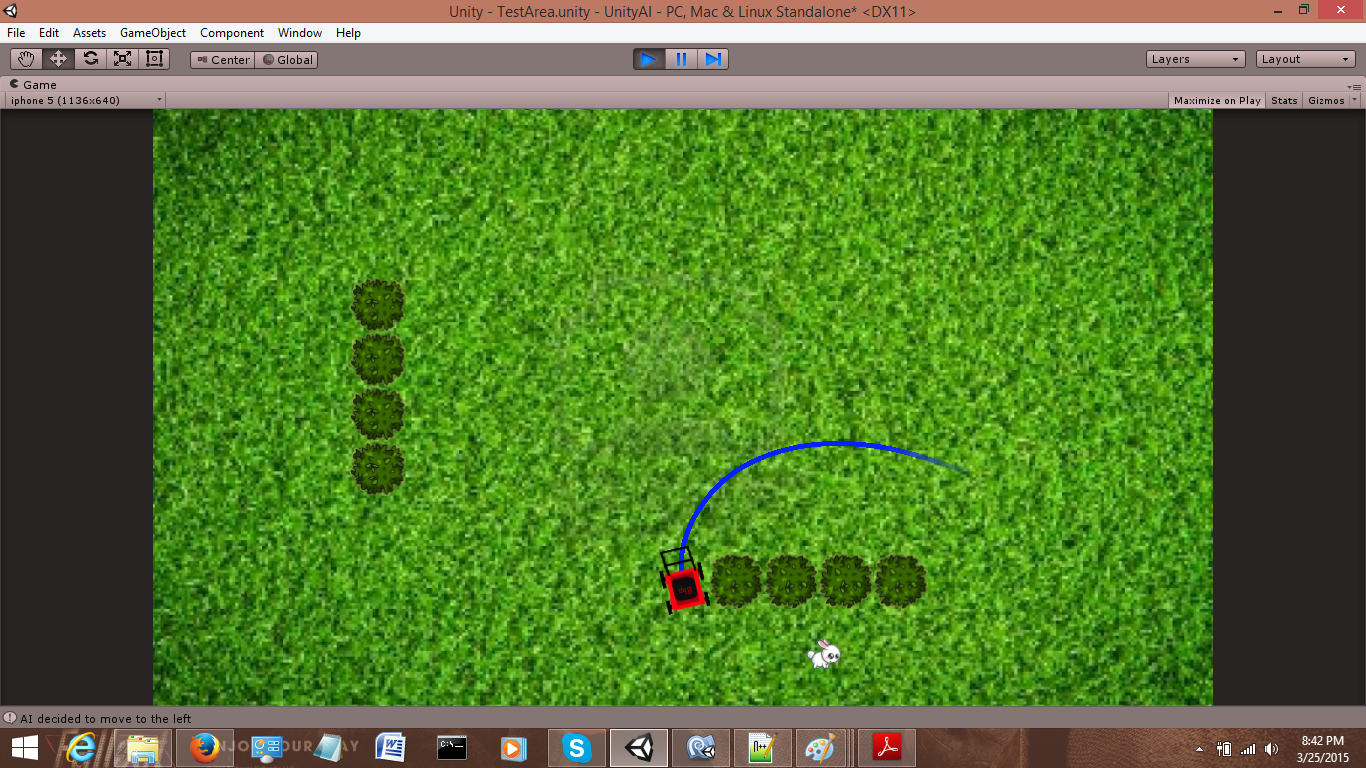 Unity - TestArea.unity - UnityAI - PC, Mac & Linux Standalone* <DX11>
File Edit Assets GameObject Component Window Help
Center Global Layers Layout
Game
iphone 5 (1136x640) Maximize on Play Stats Gizmos
AI decided to move to the left
8:42 PM
3/25/2015